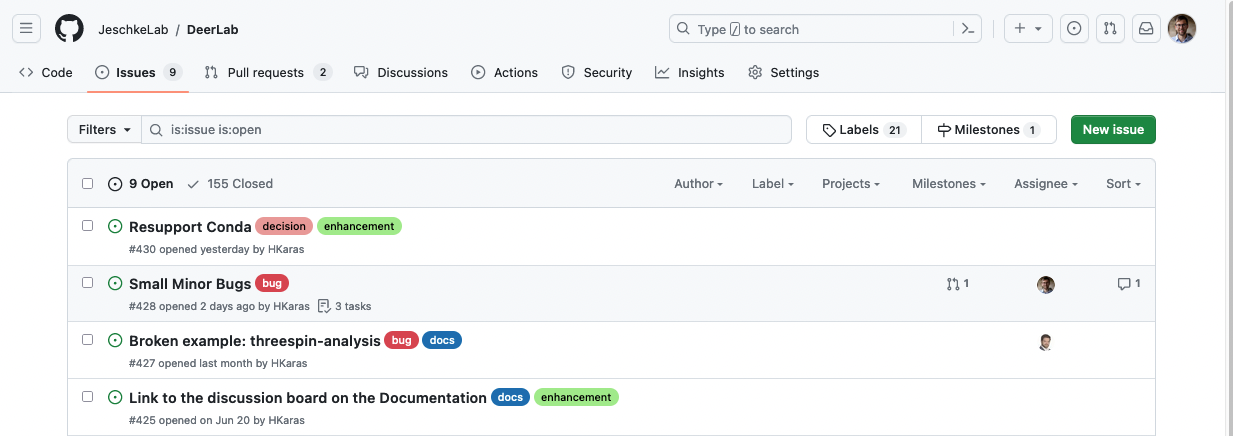 JeschkeLab / DeerLab
Type / to search
Code Issues 9 Pull requests 2 Discussions Actions Security Insights Settings
Filters is:issue is:open Labels 21 Milestones 1 New issue
9 Open 155 Closed Author Label Projects Milestones Assignee Sort
Resupport Conda decision enhancement
#430 opened yesterday by HKaras
Small Minor Bugs bug 1 1
#428 opened 2 days ago by HKaras 3 tasks
Broken example: threespin-analysis bug docs
#427 opened last month by HKaras
Link to the discussion board on the Documentation docs enhancement
#425 opened on Jun 20 by HKaras